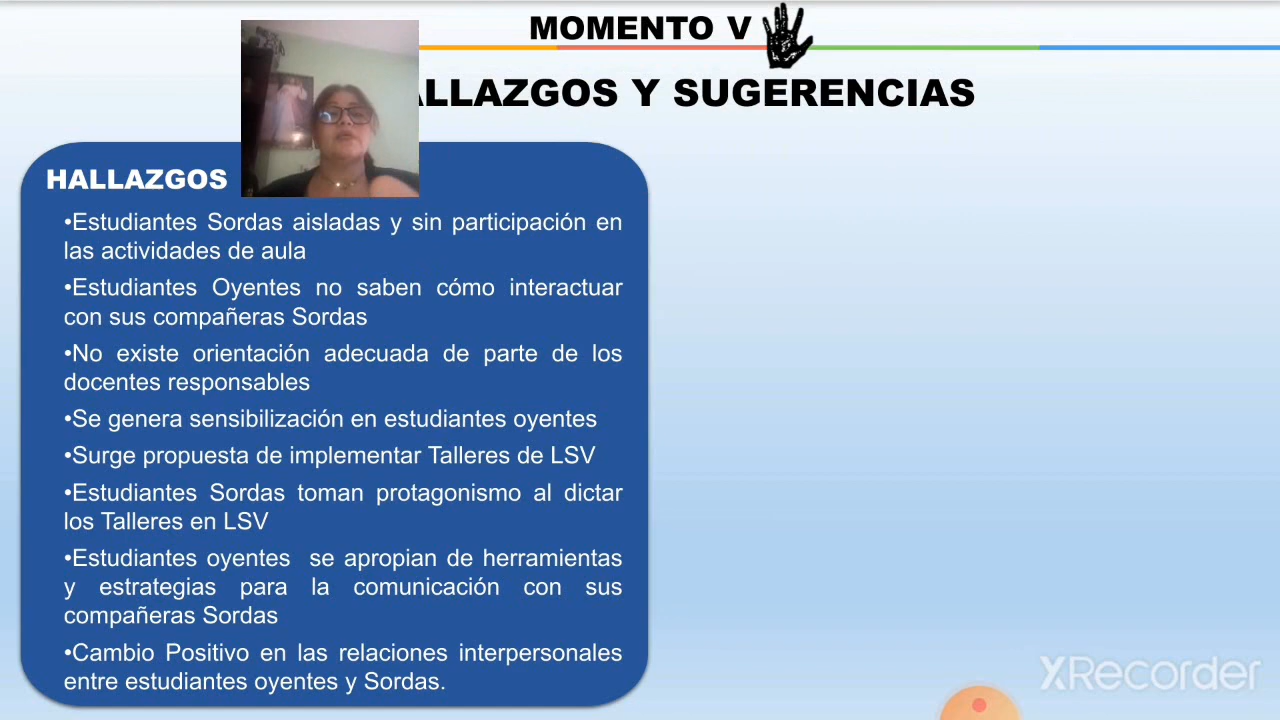 MOMENTO V
ALLAZGOS Y SUGERENCIAS
HALLAZGOS
•Estudiantes Sordas aisladas y sin participación en
las actividades de aula
•Estudiantes Oyentes no saben cómo interactuar
con sus compañeras Sordas
•No existe orientación adecuada de parte de los
docentes responsables
•Se genera sensibilización en estudiantes oyentes
•Surge propuesta de implementar Talleres de LSV
•Estudiantes Sordas toman protagonismo al dictar
los Talleres en LSV
•Estudiantes oyentes se apropian de herramientas
y estrategias para la comunicación con sus
compañeras Sordas
•Cambio Positivo en las relaciones interpersonales
entre estudiantes oyentes y Sordas.
XRecorder